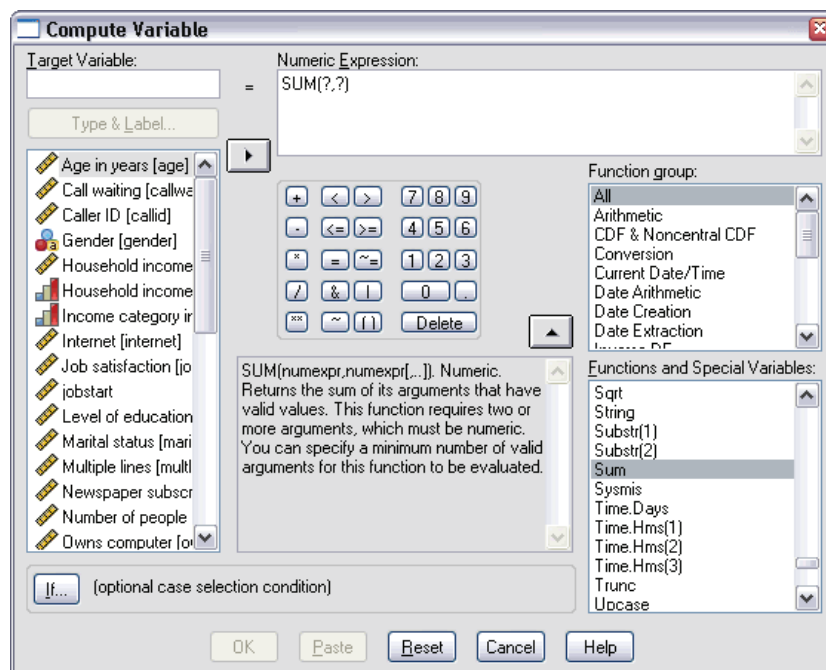 Compute Variable
Target Variable:
=
Numeric Expression:
SUM(?,?)
Type & Label...
Age in years [age]
Call waiting [callwa
Caller ID [callid]
Gender [gender]
Household income
Household income
Income category ir
Internet [internet]
Job satisfaction [jo
jobstart
Level of education
Marital status [mari
Multiple lines [multl
Newspaper subscr
Number of people
Owns computer [o
+ < > 7 8 9
- <= >= 4 5 6
* = ~= 1 2 3
/ & | 0 .
** ~ ( ) Delete
Function group:
All
Arithmetic
CDF & Noncentral CDF
Conversion
Current Date/Time
Date Arithmetic
Date Creation
Date Extraction
SUM(numexpr,numexpr[,..]). Numeric.
Returns the sum of its arguments that have
valid values. This function requires two or
more arguments, which must be numeric.
You can specify a minimum number of valid
arguments for this function to be evaluated.
Functions and Special Variables:
Sqrt
String
Substr(1)
Substr(2)
Sum
Sysmis
Time.Days
Time.Hms(1)
Time.Hms(2)
Time.Hms(3)
Trunc
Upcase
If...
(optional case selection condition)
OK
Paste
Reset
Cancel
Help